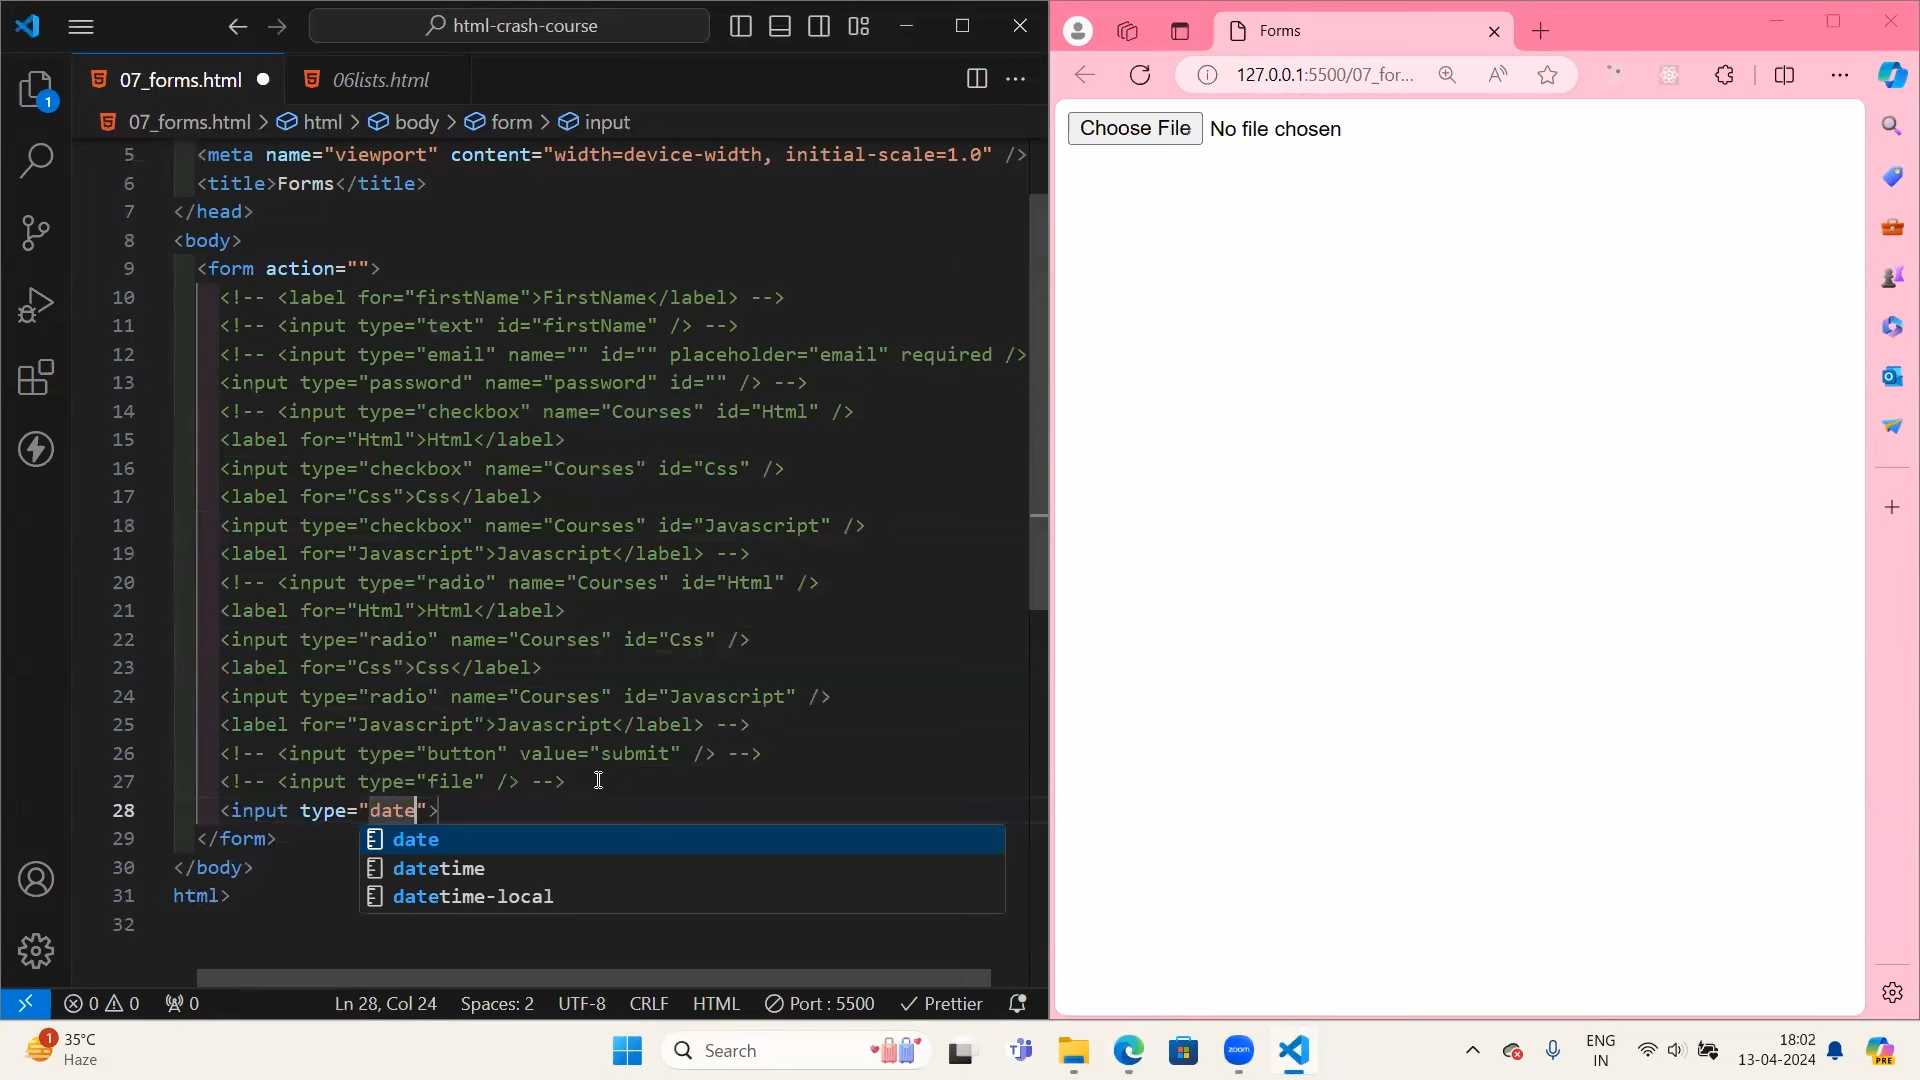 html-crash-course
07_forms.html
06lists.html
07_forms.html > html > body > form > input
5 <meta name="viewport" content="width=device-width, initial-scale=1.0" />
6 <title>Forms</title>
7 </head>
8 <body>
9 <form action="">
10 <!-- <label for="firstName">FirstName</label> -->
11 <!-- <input type="text" id="firstName" /> -->
12 <!-- <input type="email" name="" id="" placeholder="email" required />
13 <input type="password" name="password" id="" /> -->
14 <!-- <input type="checkbox" name="Courses" id="Html" />
15 <label for="Html">Html</label>
16 <input type="checkbox" name="Courses" id="Css" />
17 <label for="Css">Css</label>
18 <input type="checkbox" name="Courses" id="Javascript" />
19 <label for="Javascript">Javascript</label> -->
20 <!-- <input type="radio" name="Courses" id="Html" />
21 <label for="Html">Html</label>
22 <input type="radio" name="Courses" id="Css" />
23 <label for="Css">Css</label>
24 <input type="radio" name="Courses" id="Javascript" />
25 <label for="Javascript">Javascript</label> -->
26 <!-- <input type="button" value="submit" /> -->
27 <!-- <input type="file" /> -->
28 <input type="date">
29 </form>
date
30 </body>
datetime
31 html>
datetime-local
32
1
0 0 0 Ln 28, Col 24 Spaces: 2 UTF-8 CRLF HTML Port : 5500 Prettier
Forms
127.0.0.1:5500/07_for...
Choose File No file chosen
1 35°C
Haze
Search
zoom
ENG
IN
18:02
13-04-2024
PRE